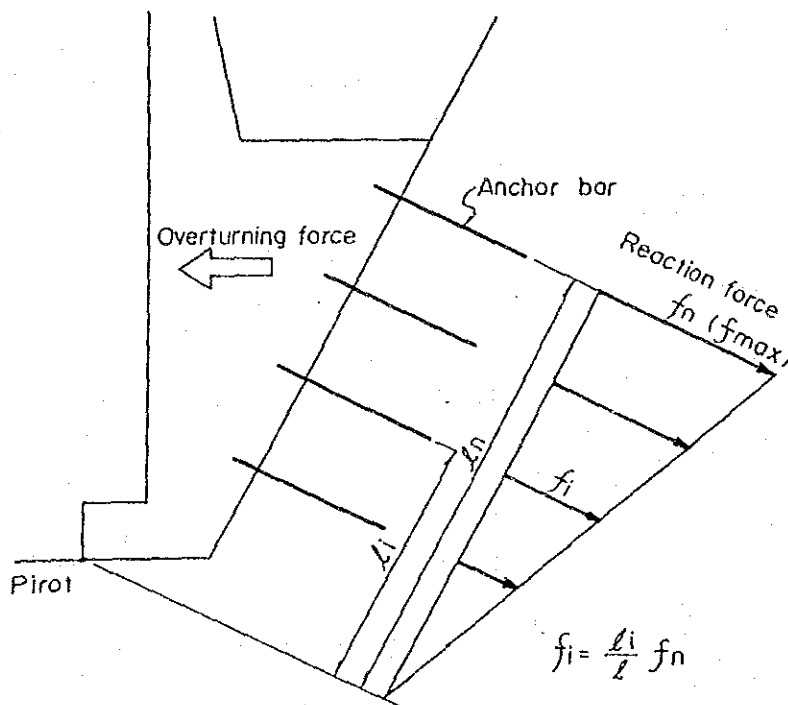 Anchor bar
Overturning force
Reaction force
fn (fmax)
ln
fi
li
Pirot
fi = li/l fn